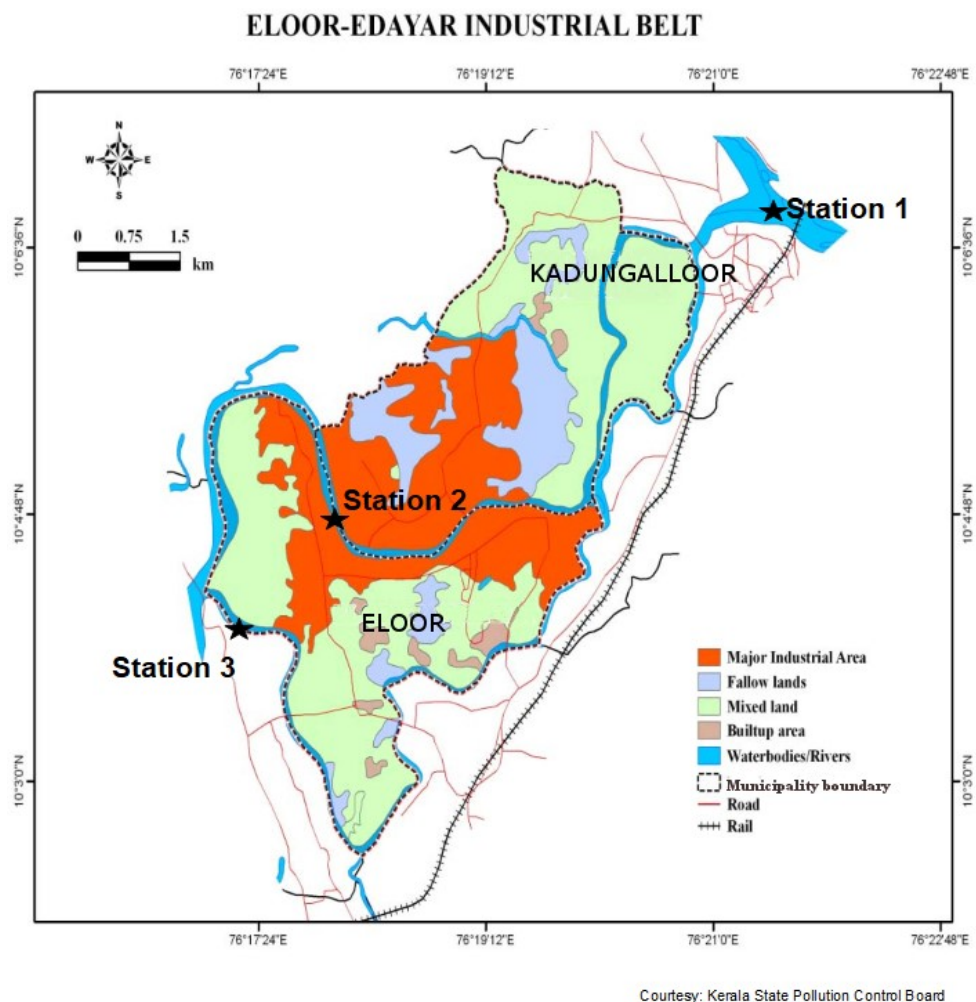 ELOOR-EDAYAR INDUSTRIAL BELT
76°17'24"E 76°19'12"E 76°21'0"E 76°22'48"E
N
W E
S
Station 1
0 0.75 1.5
km
10°6'36"N 10°6'36"N
KADUNGALLOOR
Station 2
10°4'48"N 10°4'48"N
ELOOR
Station 3
Major Industrial Area
Fallow lands
Mixed land
Builtup area
Waterbodies/Rivers
Municipality boundary
Road
Rail
10°3'0"N 10°3'0"N
76°17'24"E 76°19'12"E 76°21'0"E 76°22'48"E
Courtesy: Kerala State Pollution Control Board